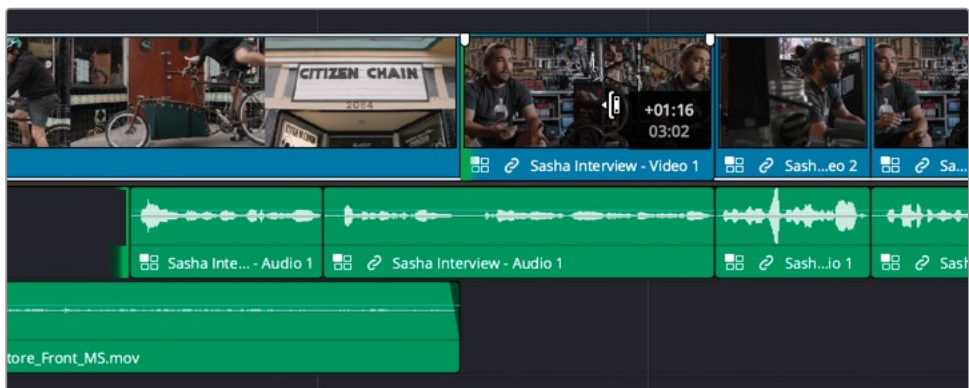 CITIZEN CHAIN
2064
+01:16
03:02
Sasha Interview - Video 1
Sash...eo 2
Sa...
Sasha Inte... - Audio 1
Sasha Interview - Audio 1
Sash...io 1
Sash
tore_Front_MS.mov